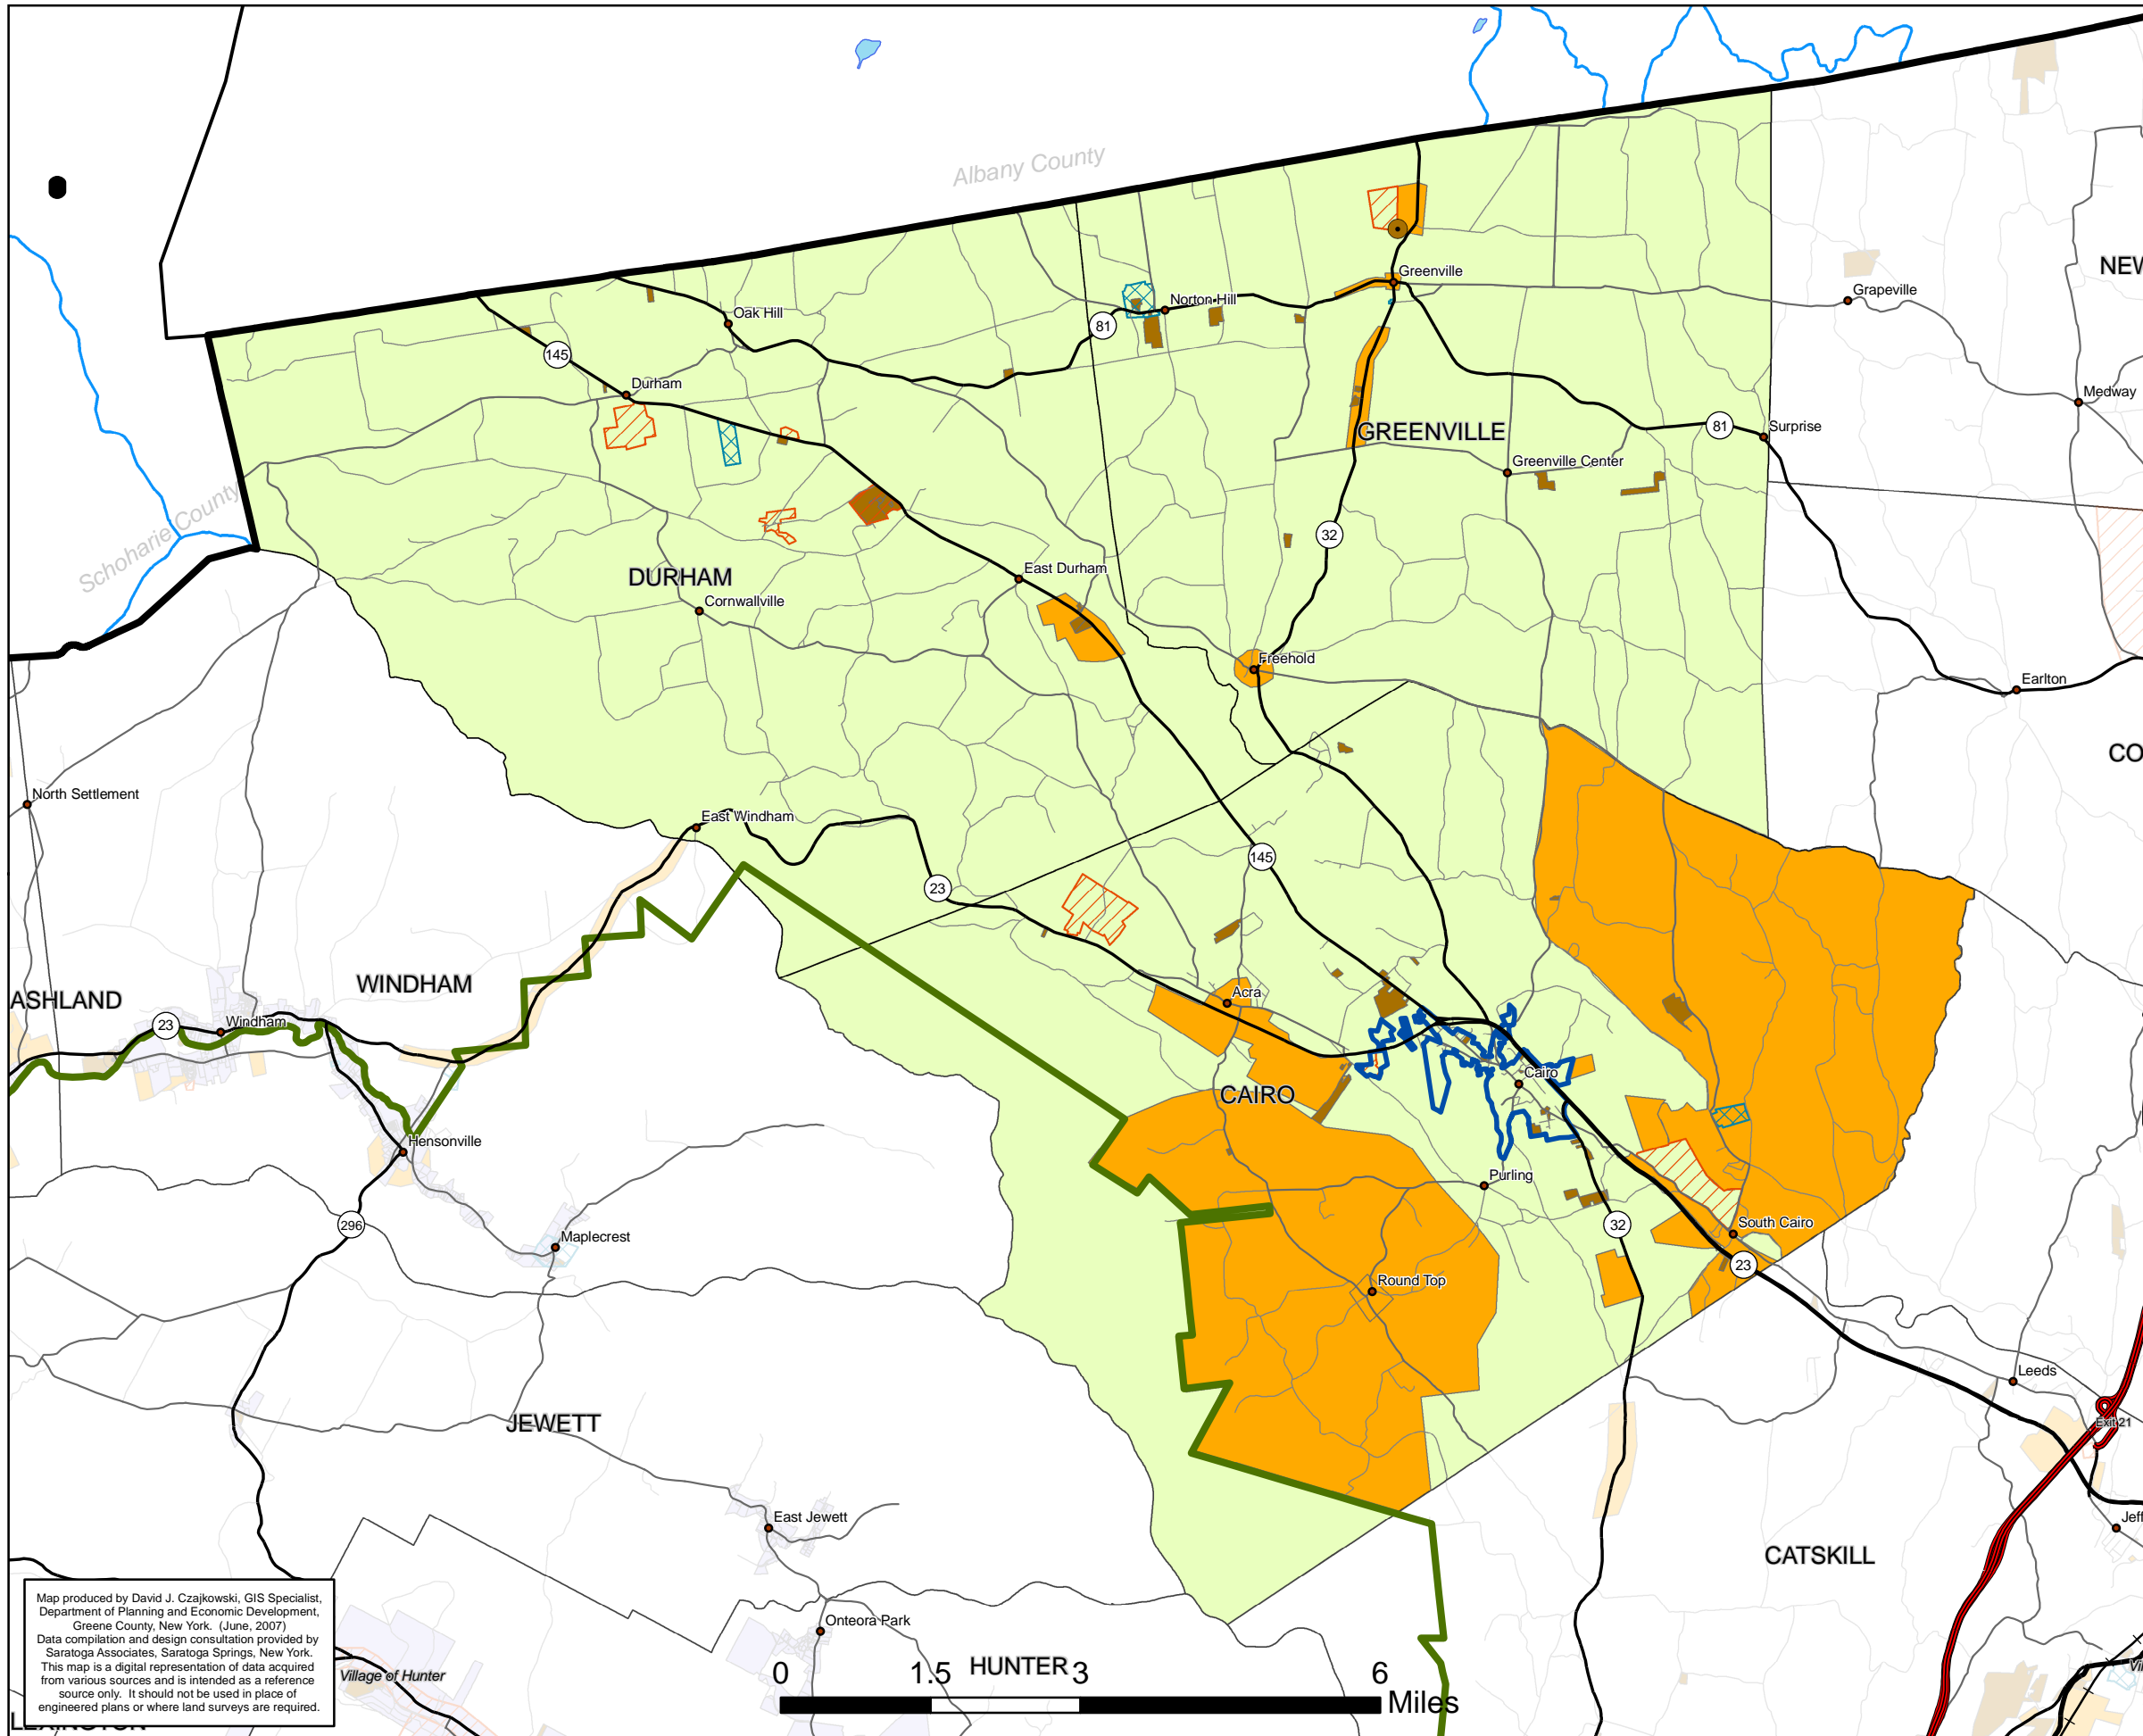 Albany County
Greenville
NEW
Grapeville
Norton Hill
Oak Hill
81
145
Durham
Medway
GREENVILLE
81
Surprise
Greenville Center
Schoharie County
32
DURHAM
East Durham
Cornwallville
Freehold
Earlton
CO
North Settlement
East Windham
145
23
WINDHAM
ASHLAND
Acra
23
Windham
Cairo
CAIRO
Hensonville
Purling
296
Maplecrest
32
South Cairo
23
Round Top
Leeds
JEWETT
Exit 21
East Jewett
Jeff
CATSKILL
Map produced by David J. Czajkowski, GIS Specialist,
Department of Planning and Economic Development,
Greene County, New York. (June, 2007)
Data compilation and design consultation provided by
Saratoga Associates, Saratoga Springs, New York.
This map is a digital representation of data acquired
from various sources and is intended as a reference
source only. It should not be used in place of
engineered plans or where land surveys are required.
Onteora Park
Village of Hunter
HUNTER
0 1.5 3 6
Miles
Vil
LEXINGTON